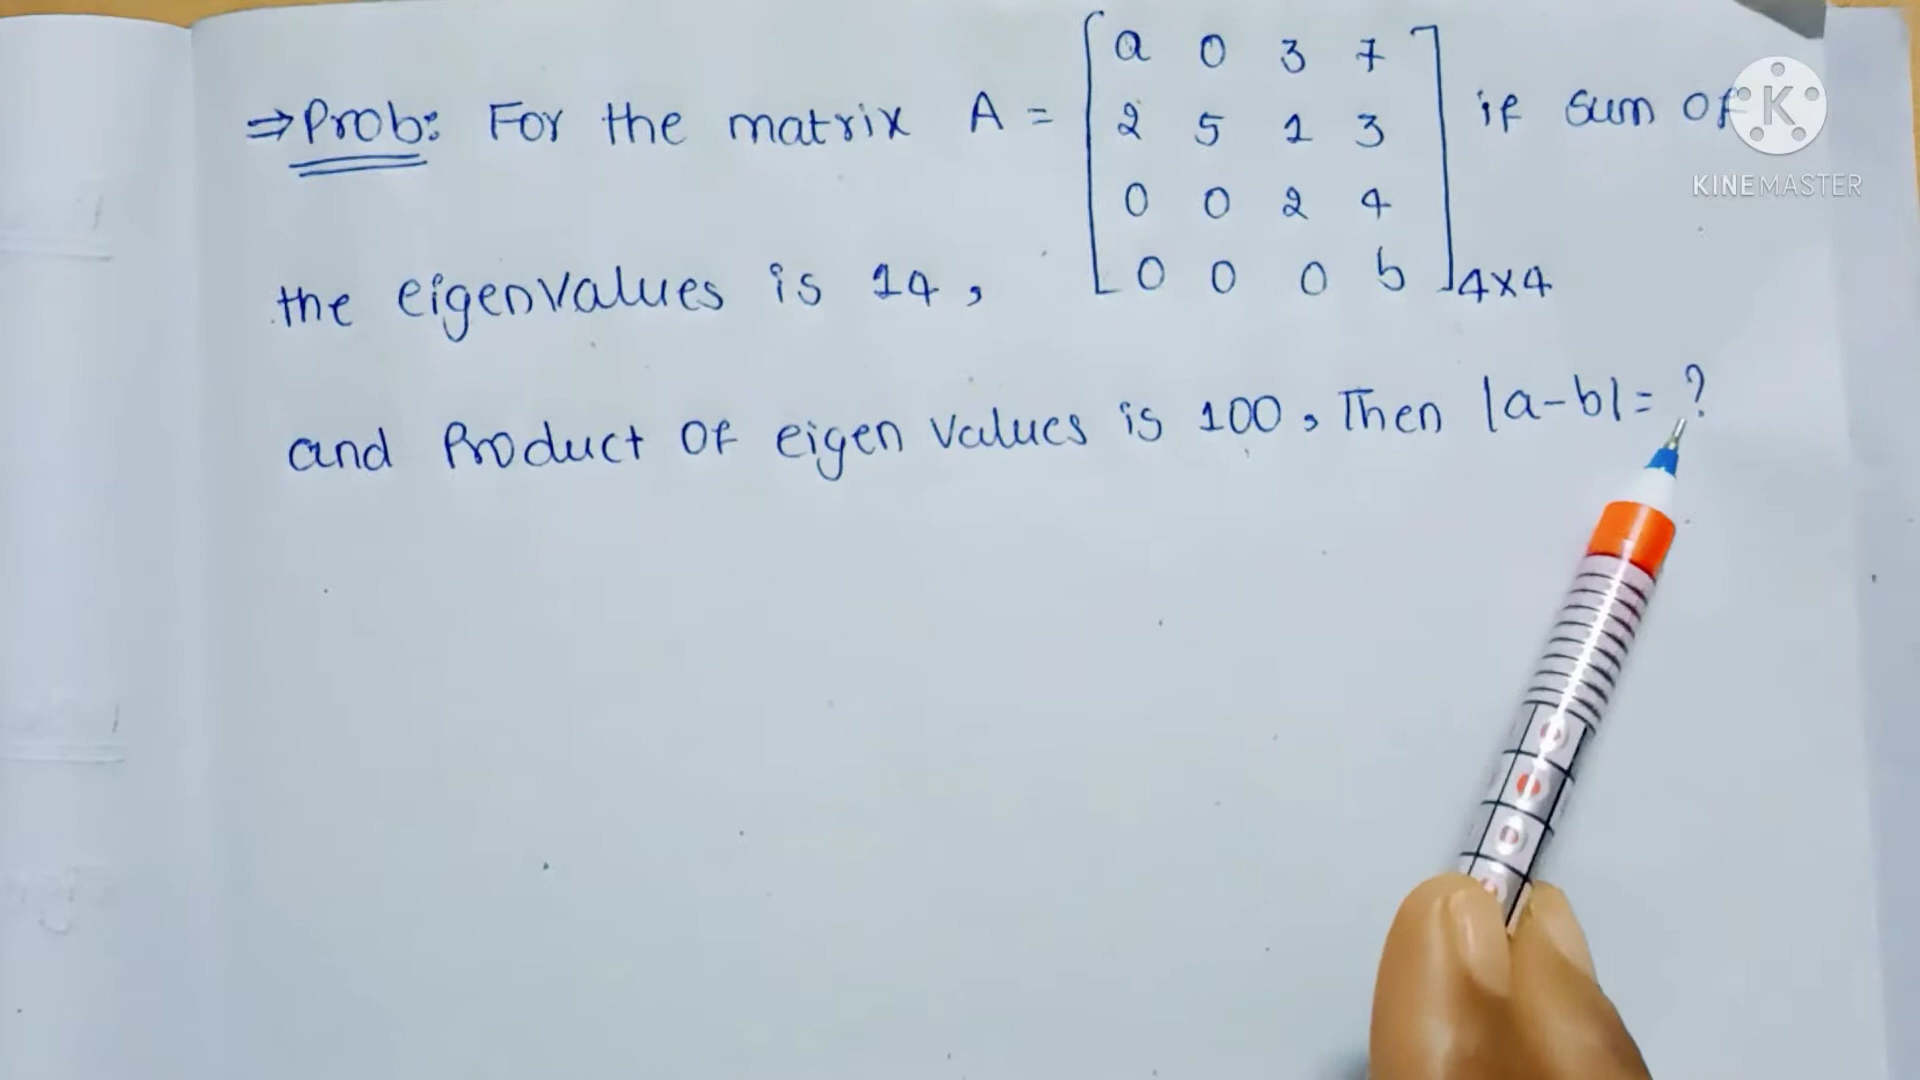 ⇒Prob: For the matrix A = [a 0 3 7
2 5 1 3
0 0 2 4
0 0 0 b]4x4 if sum of
the eigenvalues is 14,
and Product of eigen values is 100, Then |a-b| = ?
K
KINEMASTER